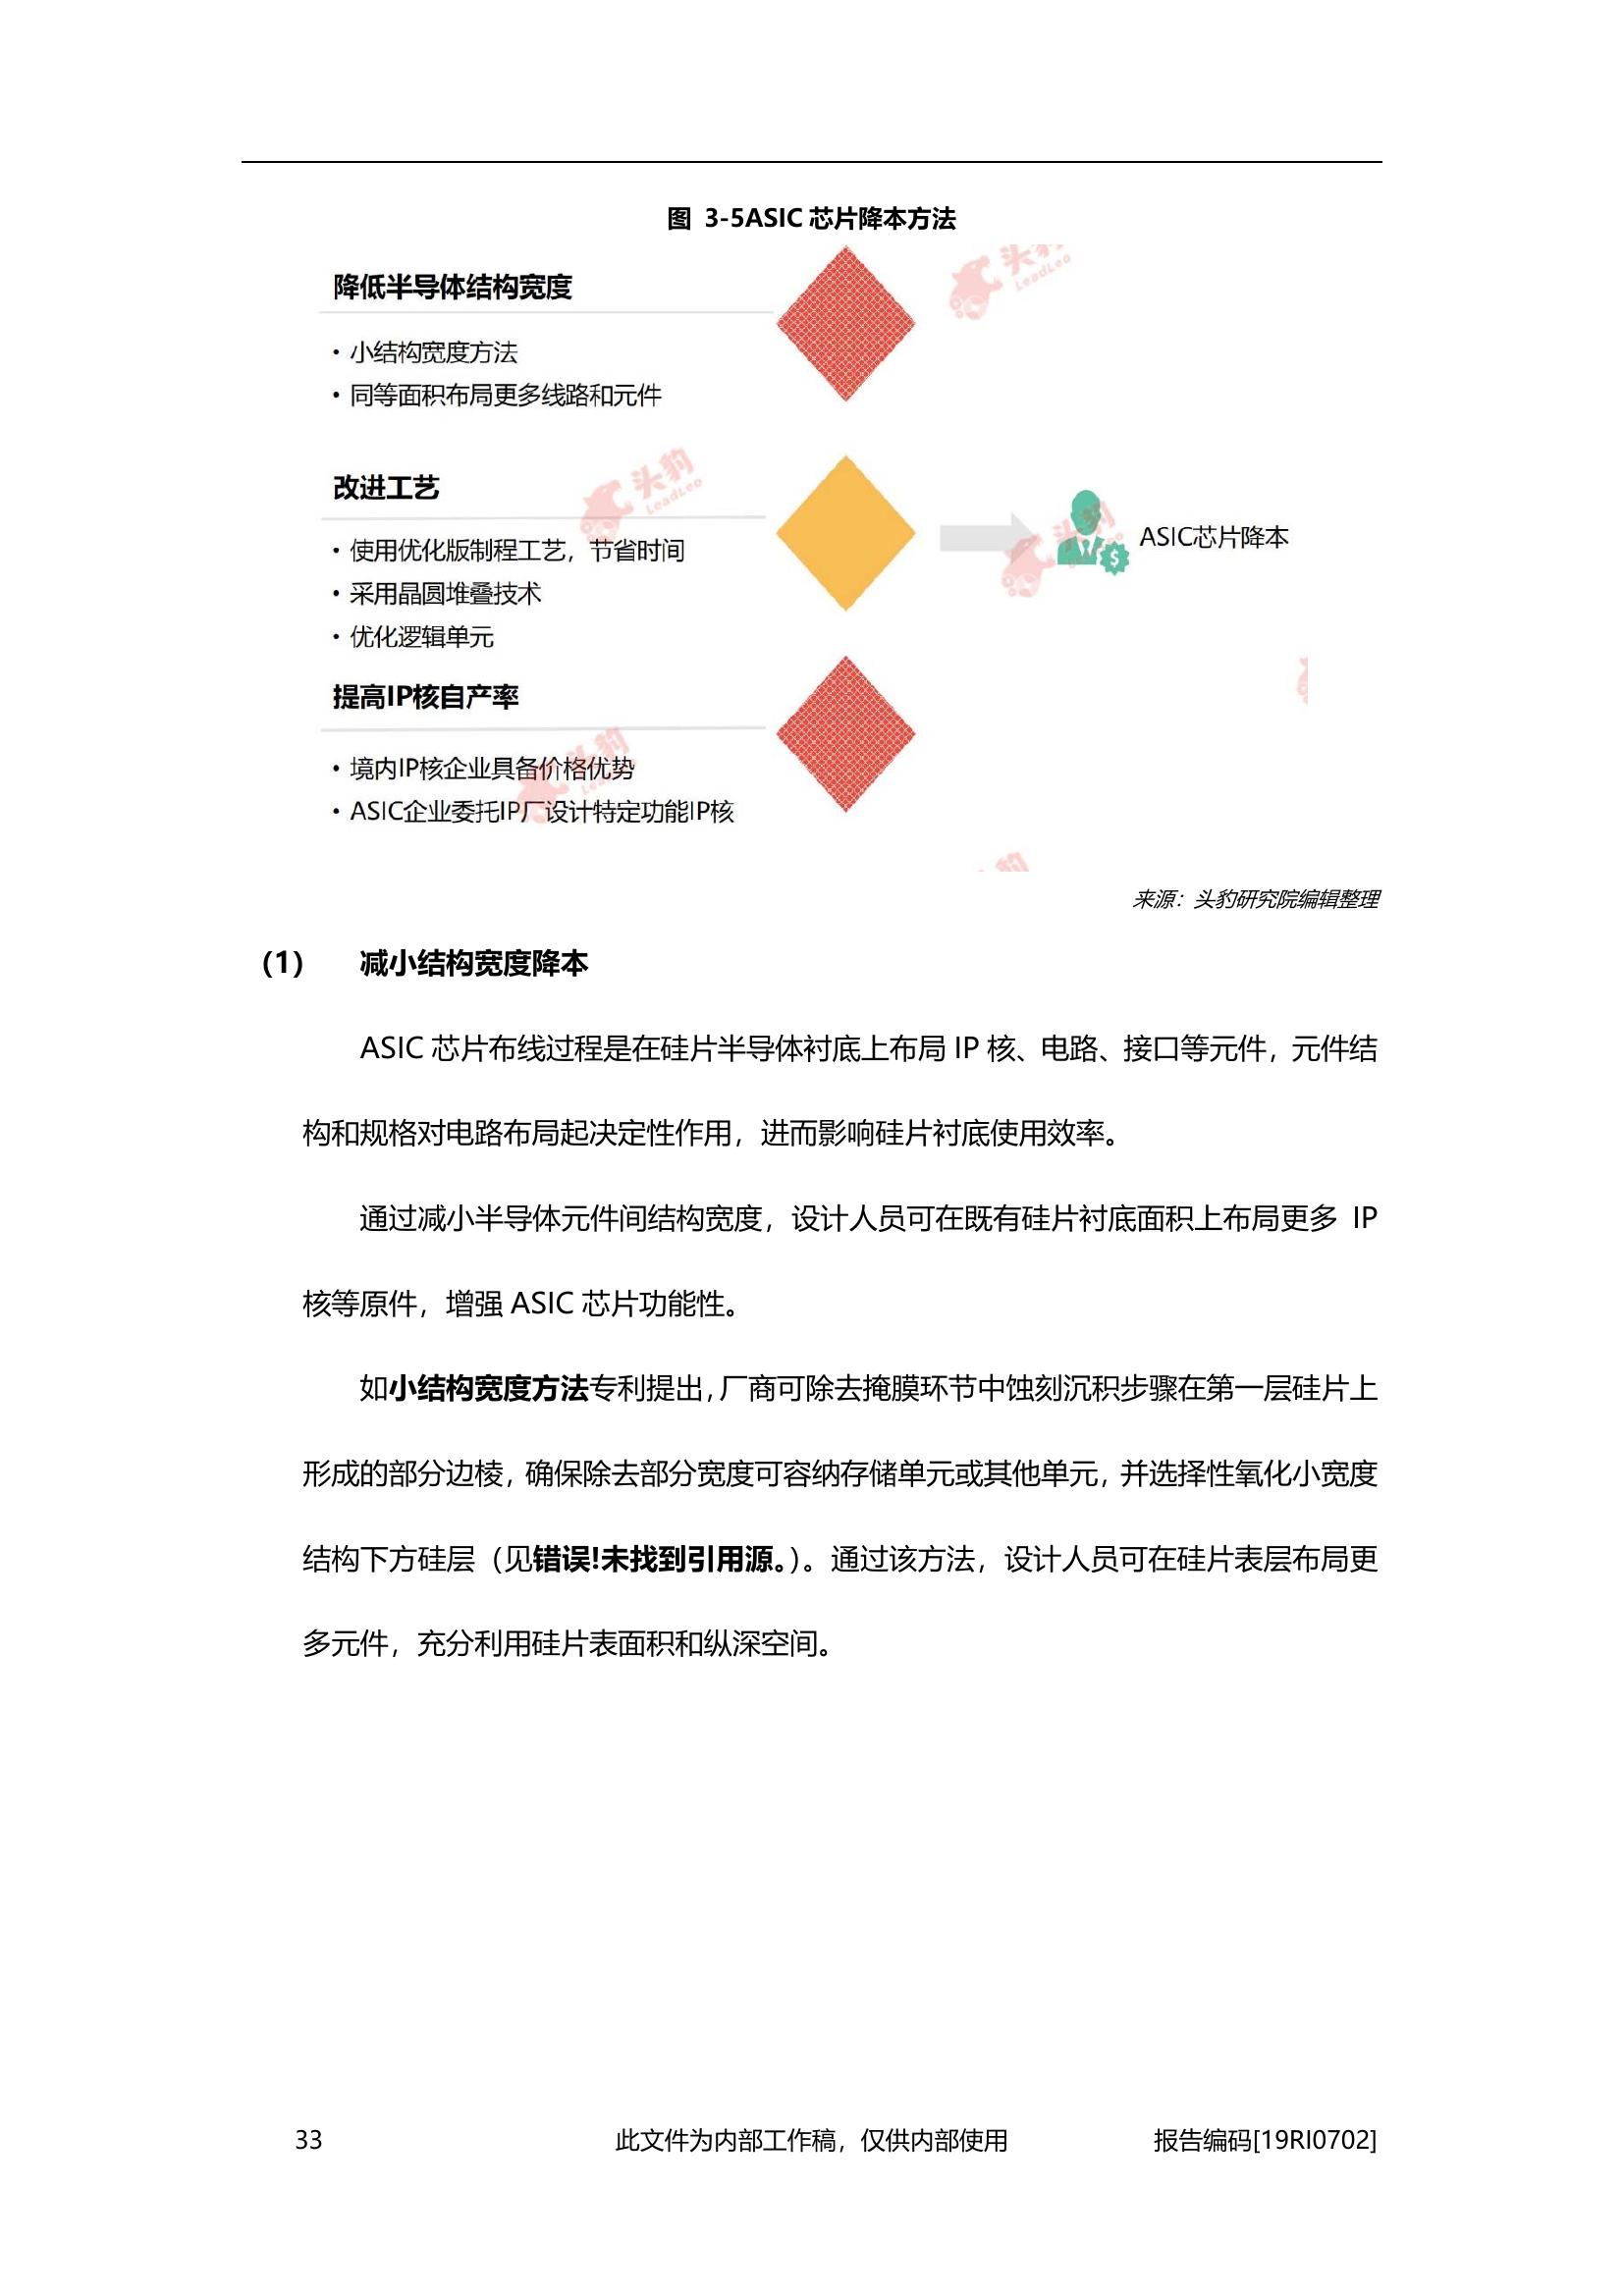 图 3-5ASIC 芯片降本方法
头豹
LeadLeo
降低半导体结构宽度
• 小结构宽度方法
• 同等面积布局更多线路和元件
头豹
LeadLeo
改进工艺
• 使用优化版制程工艺，节省时间
• 采用晶圆堆叠技术
• 优化逻辑单元
头豹
$
ASIC芯片降本
提高IP核自产率
头豹
• 境内IP核企业具备价格优势
• ASIC企业委托IP厂设计特定功能IP核
豹
来源：头豹研究院编辑整理
（1） 减小结构宽度降本
ASIC 芯片布线过程是在硅片半导体衬底上布局 IP 核、电路、接口等元件，元件结
构和规格对电路布局起决定性作用，进而影响硅片衬底使用效率。
通过减小半导体元件间结构宽度，设计人员可在既有硅片衬底面积上布局更多 IP
核等原件，增强 ASIC 芯片功能性。
如小结构宽度方法专利提出，厂商可除去掩膜环节中蚀刻沉积步骤在第一层硅片上
形成的部分边棱，确保除去部分宽度可容纳存储单元或其他单元，并选择性氧化小宽度
结构下方硅层（见错误!未找到引用源。）。通过该方法，设计人员可在硅片表层布局更
多元件，充分利用硅片表面积和纵深空间。
33 此文件为内部工作稿，仅供内部使用 报告编码[19RI0702]